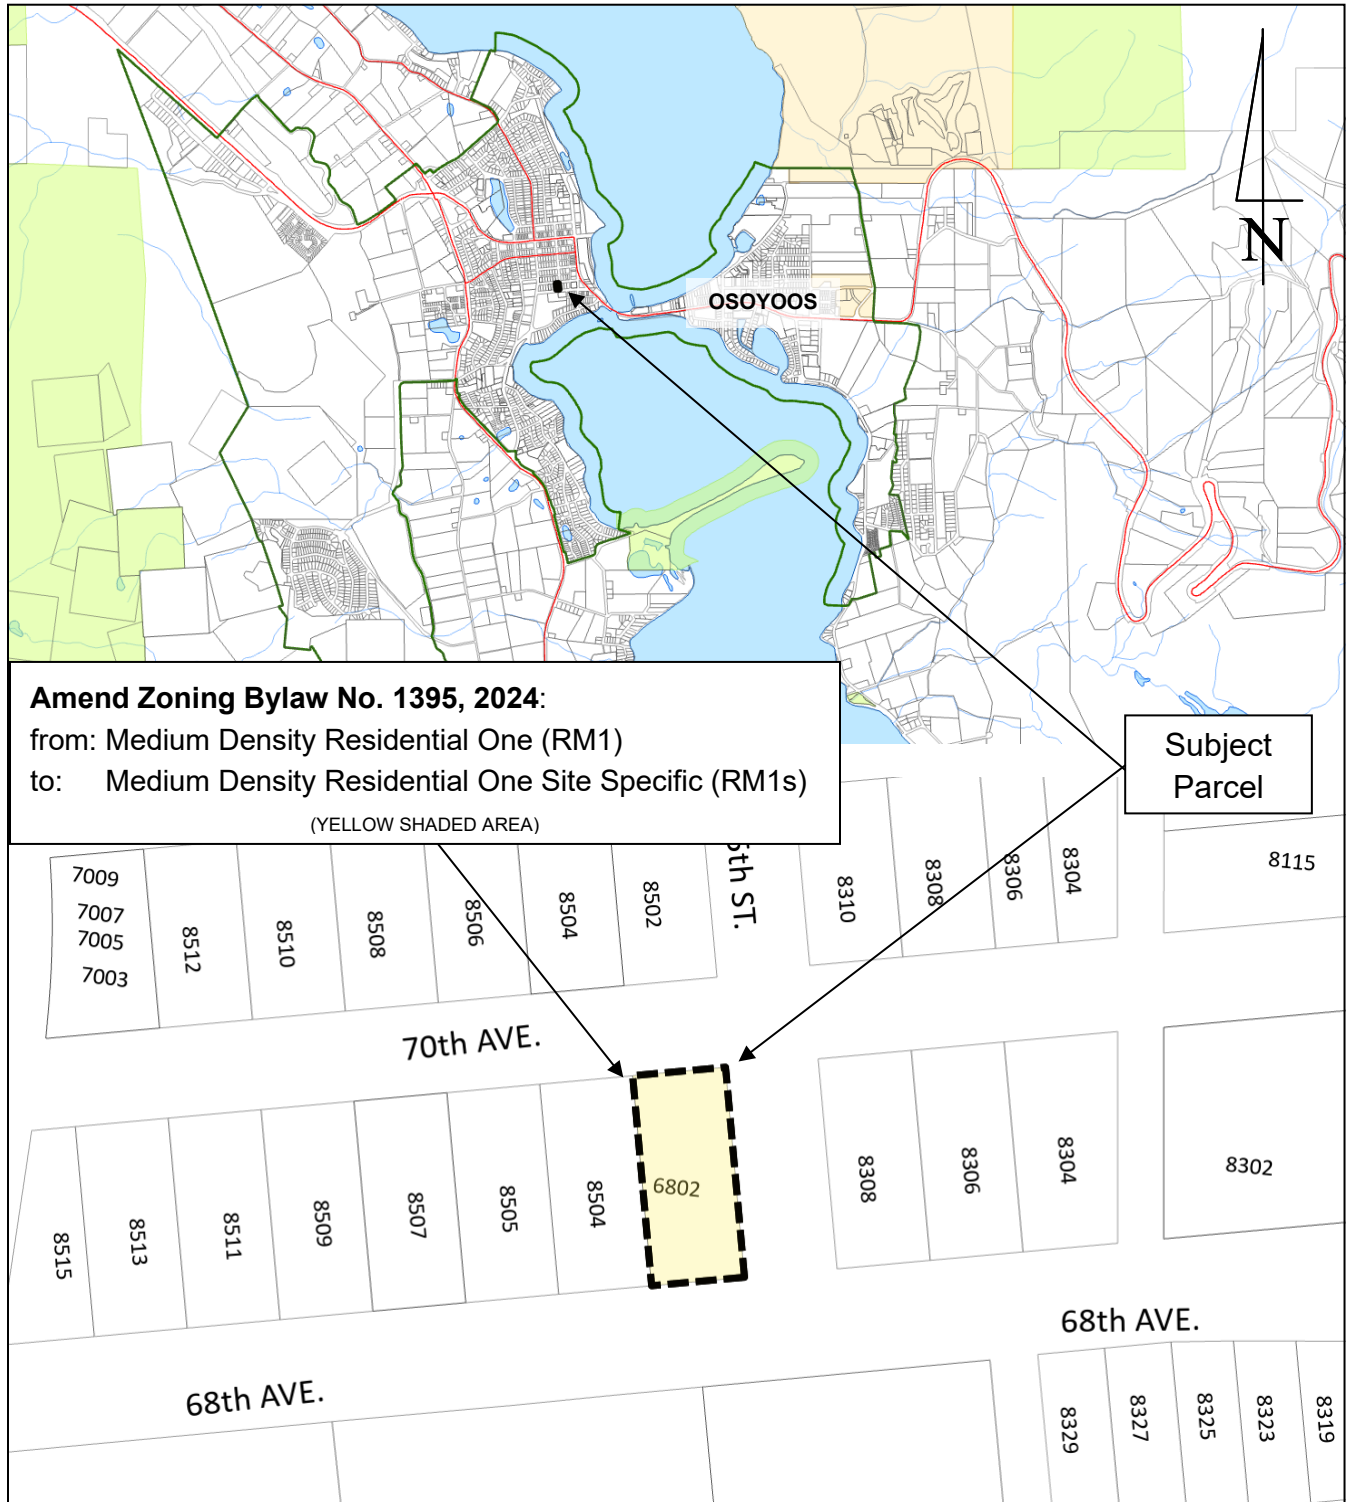 N
OSOYOOS
Amend Zoning Bylaw No. 1395, 2024:
from: Medium Density Residential One (RM1)
to: Medium Density Residential One Site Specific (RM1s)
(YELLOW SHADED AREA)
Subject
Parcel
7009
7007
7005
7003
8512
8510
8508
8506
8504
8502
5th ST.
8310
8308
8306
8304
8115
70th AVE.
8515
8513
8511
8509
8507
8505
8504
6802
8308
8306
8304
8302
68th AVE.
68th AVE.
8329
8327
8325
8323
8319